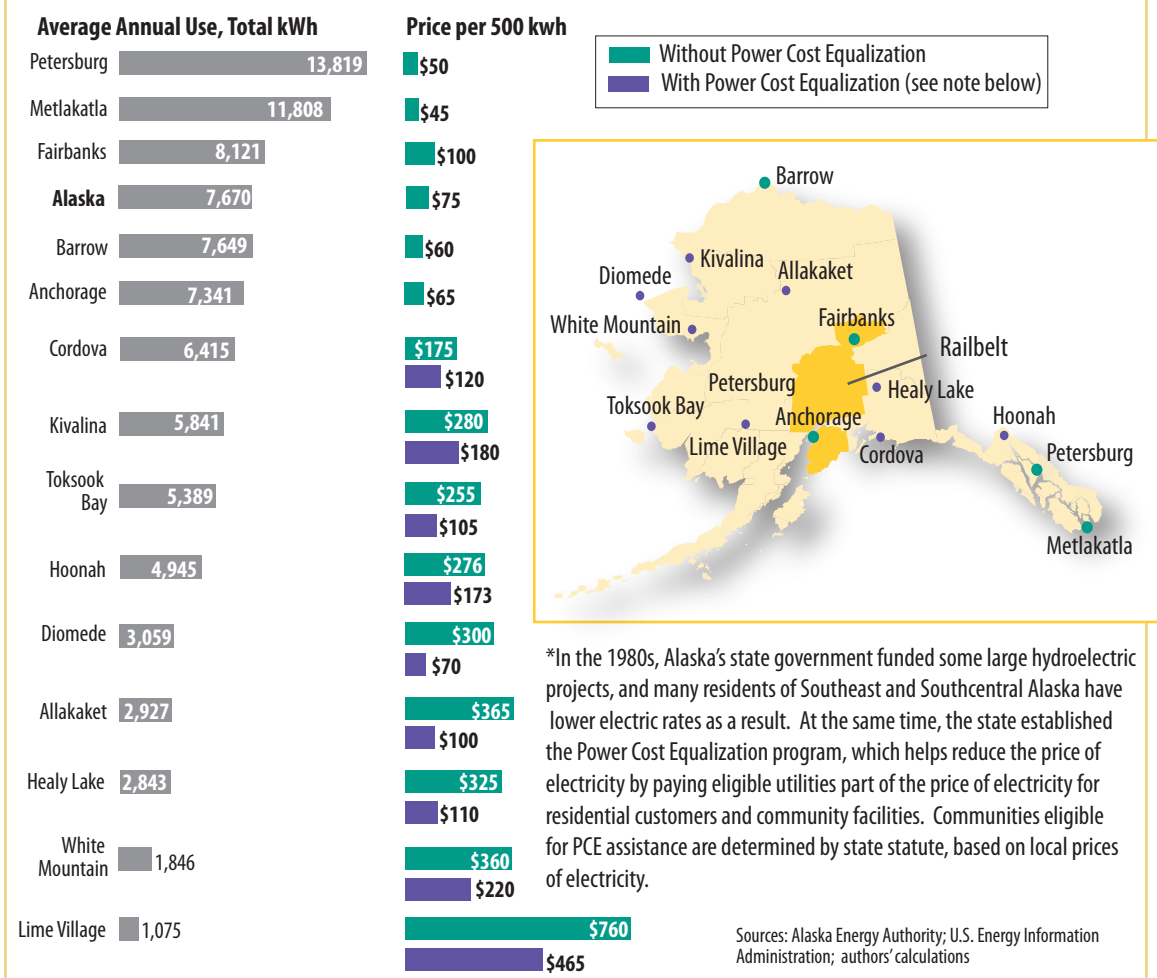 Average Annual Use, Total kWh
Price per 500 kwh
Without Power Cost Equalization
With Power Cost Equalization (see note below)
Petersburg 13,819 $50
Metlakatla 11,808 $45
Fairbanks 8,121 $100
Alaska 7,670 $75
Barrow 7,649 $60
Anchorage 7,341 $65
Cordova 6,415 $175
$120
Kivalina 5,841 $280
$180
Toksook
Bay 5,389 $255
$105
Hoonah 4,945 $276
$173
Diomede 3,059 $300
$70
Allakaket 2,927 $365
$100
Healy Lake 2,843 $325
$110
White
Mountain 1,846 $360
$220
Lime Village 1,075 $760
$465
Barrow
Kivalina
Allakaket
Diomede
White Mountain
Fairbanks
Railbelt
Petersburg
Healy Lake
Toksook Bay
Anchorage
Lime Village
Cordova
Hoonah
Petersburg
Metlakatla
*In the 1980s, Alaska's state government funded some large hydroelectric
projects, and many residents of Southeast and Southcentral Alaska have
lower electric rates as a result. At the same time, the state established
the Power Cost Equalization program, which helps reduce the price of
electricity by paying eligible utilities part of the price of electricity for
residential customers and community facilities. Communities eligible
for PCE assistance are determined by state statute, based on local prices
of electricity.
Sources: Alaska Energy Authority; U.S. Energy Information
Administration; authors' calculations